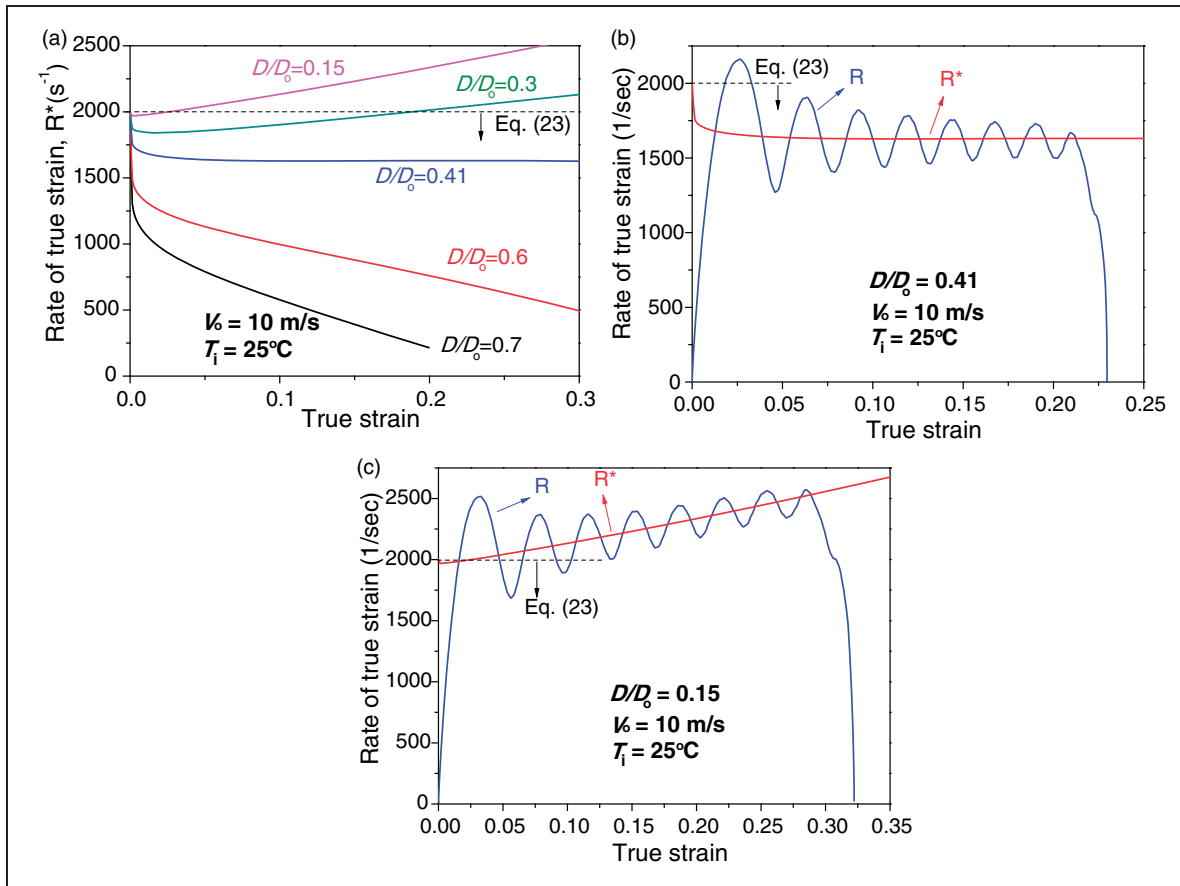 (a)
2500
2000
1500
1000
500
0
Rate of true strain, R*(s⁻¹)
D/Dₒ=0.15
D/Dₒ=0.3
Eq. (23)
D/Dₒ=0.41
D/Dₒ=0.6
Vₒ = 10 m/s
Tᵢ = 25°C
D/Dₒ=0.7
0.0
0.1
0.2
0.3
True strain
(b)
2000
1500
1000
500
0
Rate of true strain (1/sec)
Eq. (23)
R
R*
D/Dₒ = 0.41
Vₒ = 10 m/s
Tᵢ = 25°C
0.00
0.05
0.10
0.15
0.20
0.25
True strain
(c)
2500
2000
1500
1000
500
0
Rate of true strain (1/sec)
R
R*
Eq. (23)
D/Dₒ = 0.15
Vₒ = 10 m/s
Tᵢ = 25°C
0.00
0.05
0.10
0.15
0.20
0.25
0.30
0.35
True strain